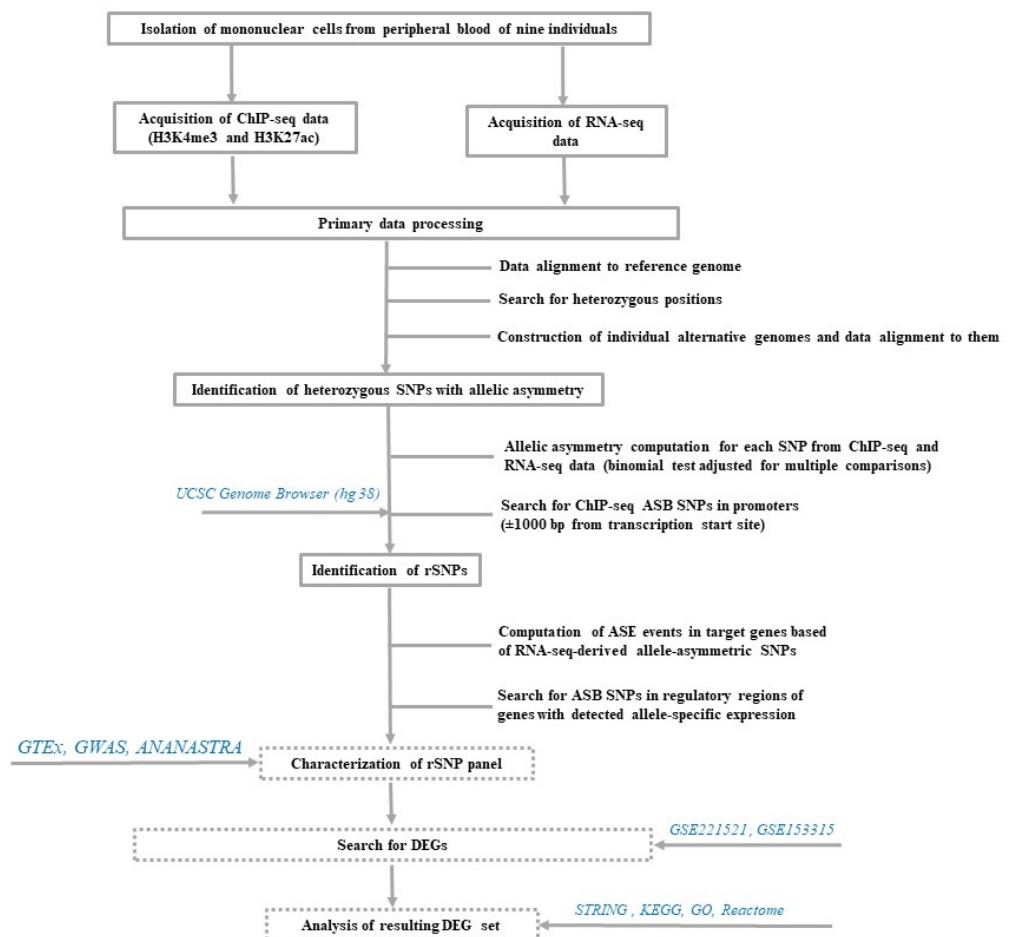 Isolation of mononuclear cells from peripheral blood of nine individuals
Acquisition of ChIP-seq data
(H3K4me3 and H3K27ac)
Acquisition of RNA-seq
data
Primary data processing
Data alignment to reference genome
Search for heterozygous positions
Construction of individual alternative genomes and data alignment to them
Identification of heterozygous SNPs with allelic asymmetry
Allelic asymmetry computation for each SNP from ChIP-seq and
RNA-seq data (binomial test adjusted for multiple comparisons)
UCSC Genome Browser (hg 38)
Search for ChIP-seq ASB SNPs in promoters
(±1000 bp from transcription start site)
Identification of rSNPs
Computation of ASE events in target genes based
of RNA-seq-derived allele-asymmetric SNPs
Search for ASB SNPs in regulatory regions of
genes with detected allele-specific expression
GTEx, GWAS, ANANASTRA
Characterization of rSNP panel
GSE221521, GSE153315
Search for DEGs
STRING , KEGG, GO, Reactome
Analysis of resulting DEG set